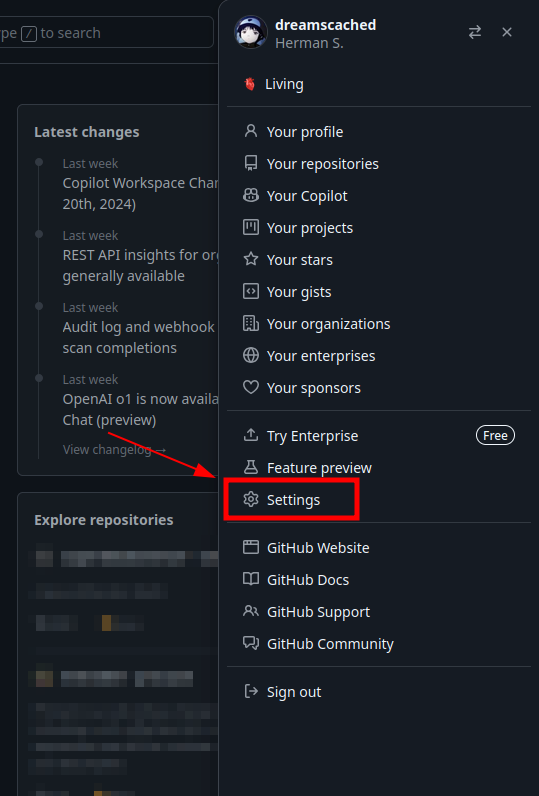 pe / to search
Latest changes
Last week
Copilot Workspace Chan
20th, 2024)
Last week
REST API insights for org
generally available
Last week
Audit log and webhook
scan completions
Last week
OpenAI o1 is now availa
Chat (preview)
View changelog →
Explore repositories
dreamscached
Herman S.
Living
Your profile
Your repositories
Your Copilot
Your projects
Your stars
Your gists
Your organizations
Your enterprises
Your sponsors
Try Enterprise Free
Feature preview
Settings
GitHub Website
GitHub Docs
GitHub Support
GitHub Community
Sign out